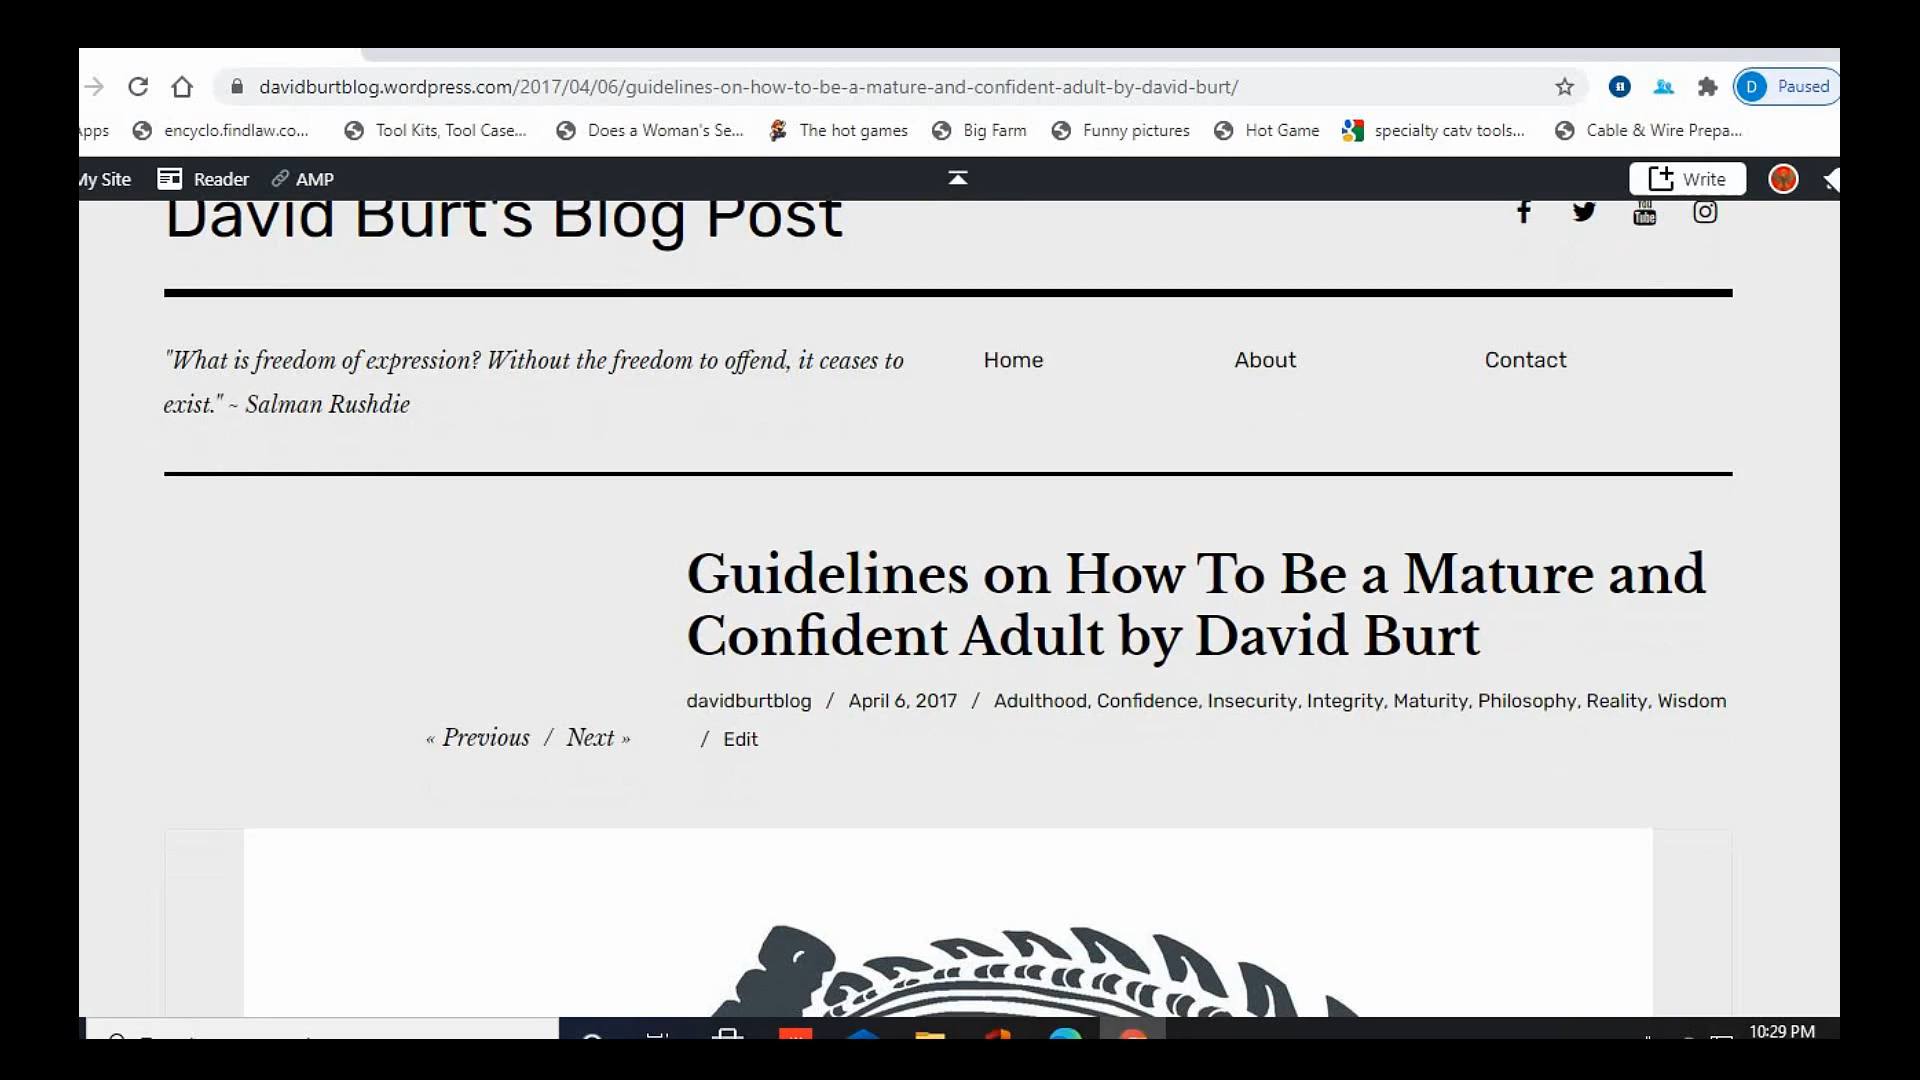 davidburtblog.wordpress.com/2017/04/06/guidelines-on-how-to-be-a-mature-and-confident-adult-by-david-burt/
D Paused
Apps encyclo.findlaw.co... Tool Kits, Tool Case... Does a Woman's Se... The hot games Big Farm Funny pictures Hot Game specialty catv tools... Cable & Wire Prepa...
My Site Reader AMP Write
David Burt's Blog Post
You Tube
"What is freedom of expression? Without the freedom to offend, it ceases to
exist." ~ Salman Rushdie
Home About Contact
Guidelines on How To Be a Mature and
Confident Adult by David Burt
davidburtblog / April 6, 2017 / Adulthood, Confidence, Insecurity, Integrity, Maturity, Philosophy, Reality, Wisdom
« Previous / Next »
/ Edit
10:29 PM